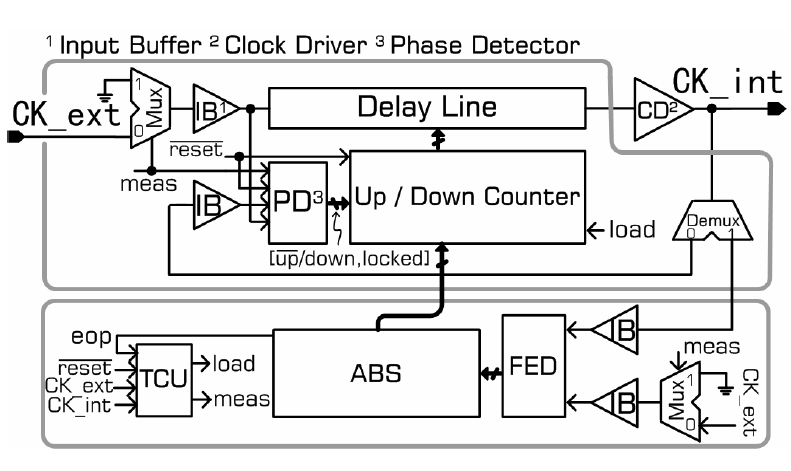 1 Input Buffer 2 Clock Driver 3 Phase Detector
CK_ext
1
0
Mux
IB1
Delay Line
CD2
CK_int
reset
meas
IB
PD3
Up / Down Counter
load
[up/down,locked]
Demux
0 1
eop
reset
CK_ext
CK_int
TCU
load
meas
ABS
FED
IB
IB
meas
Mux
1
0
CK_ext